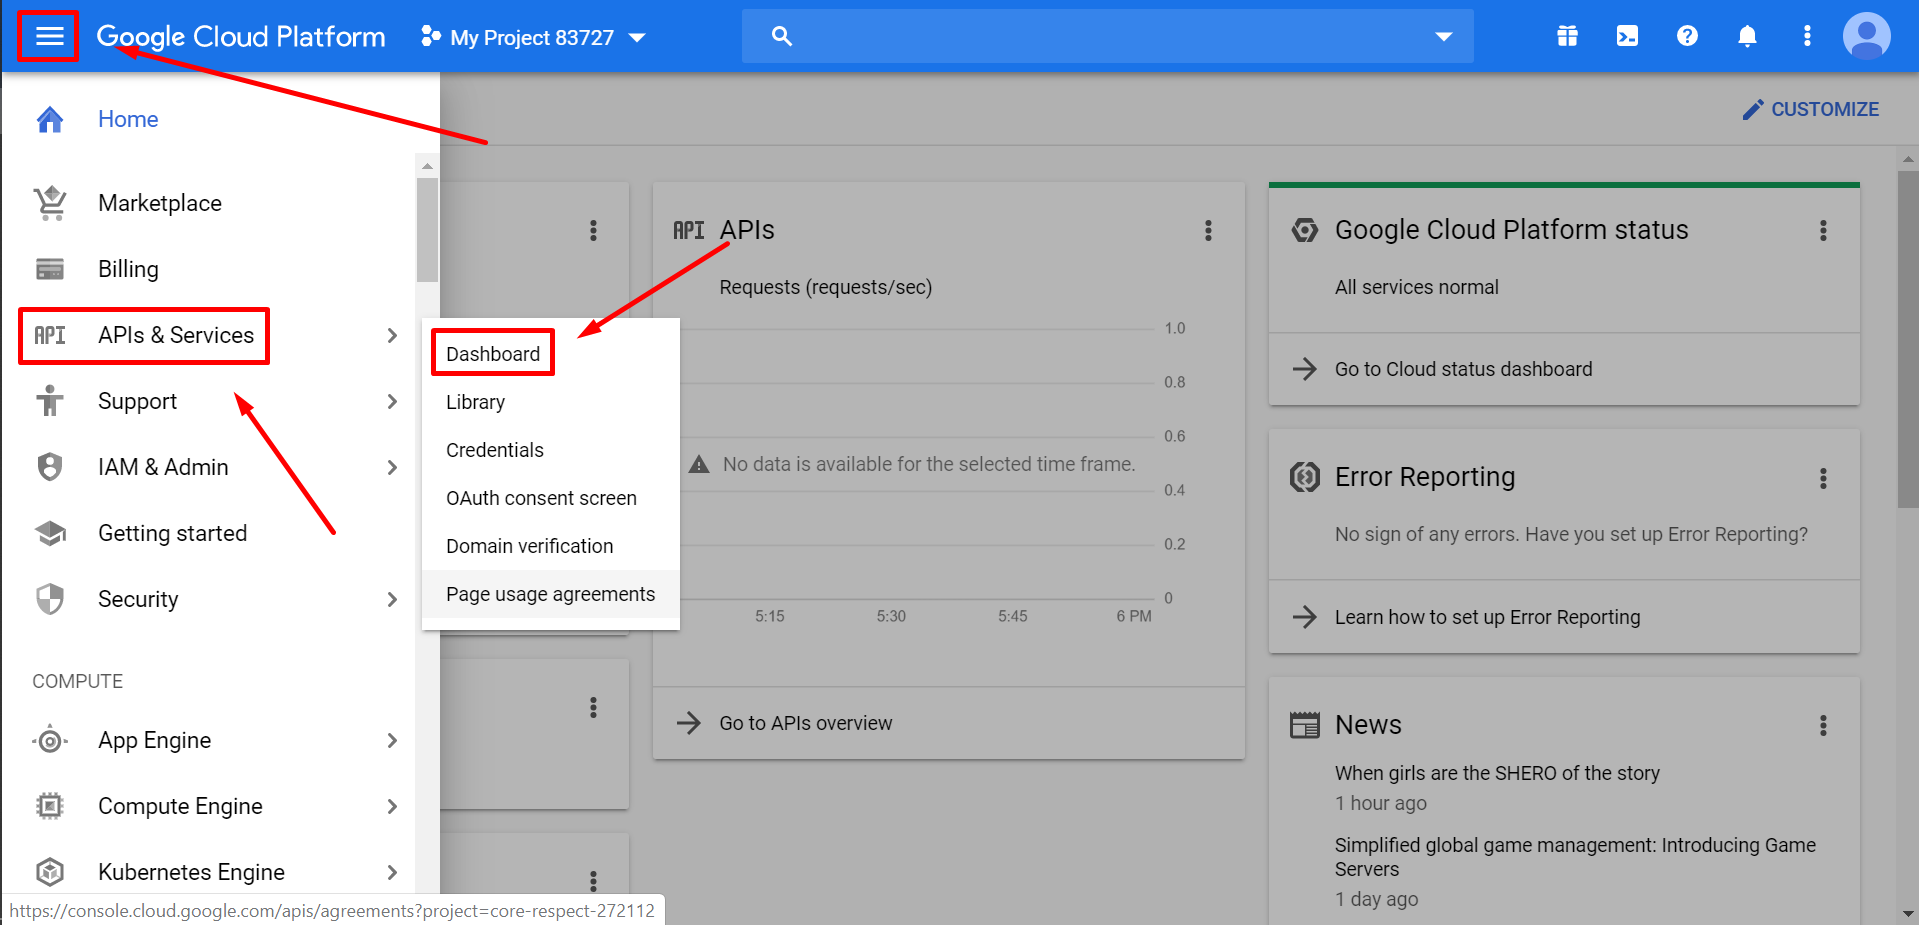 Google Cloud Platform
My Project 83727
CUSTOMIZE
Home
Marketplace
Billing
API APIs & Services
Support
IAM & Admin
Getting started
Security
COMPUTE
App Engine
Compute Engine
Kubernetes Engine
Dashboard
Library
Credentials
OAuth consent screen
Domain verification
Page usage agreements
API APIs
Requests (requests/sec)
1.0
0.8
0.6
No data is available for the selected time frame.
0.4
0.2
0
5:15 5:30 5:45 6 PM
Go to APIs overview
Google Cloud Platform status
All services normal
Go to Cloud status dashboard
Error Reporting
No sign of any errors. Have you set up Error Reporting?
Learn how to set up Error Reporting
News
When girls are the SHERO of the story
1 hour ago
Simplified global game management: Introducing Game
Servers
1 day ago
https://console.cloud.google.com/apis/agreements?project=core-respect-272112